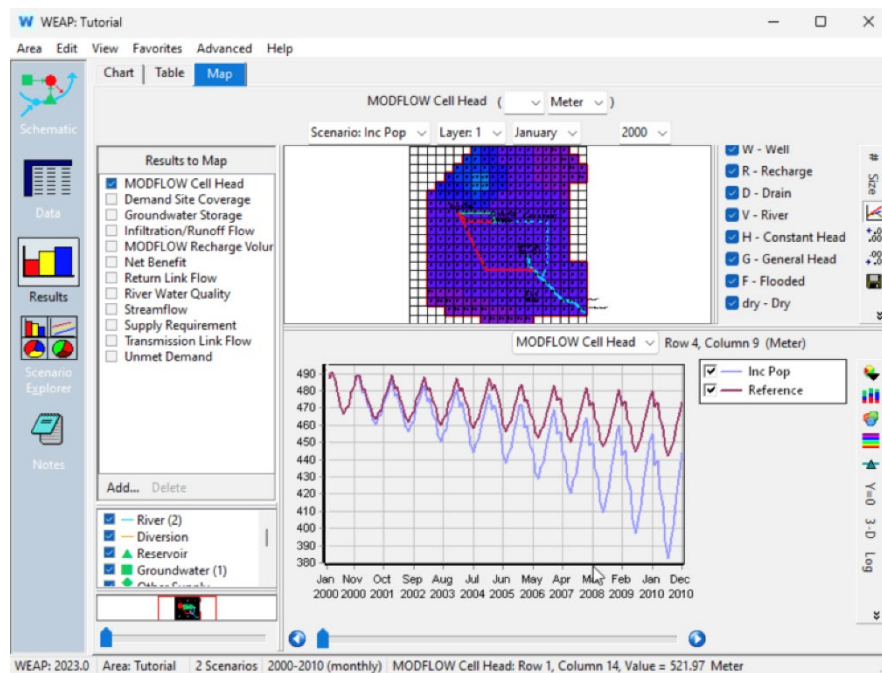 WEAP: Tutorial
Area Edit View Favorites Advanced Help
Chart Table Map
MODFLOW Cell Head ( Meter )
Scenario: Inc Pop Layer: 1 January 2000
Schematic
Data
Results
Scenario
Explorer
Notes
Results to Map
MODFLOW Cell Head
Demand Site Coverage
Groundwater Storage
Infiltration/Runoff Flow
MODFLOW Recharge Volur
Net Benefit
Return Link Flow
River Water Quality
Streamflow
Supply Requirement
Transmission Link Flow
Unmet Demand
Add... Delete
River (2)
Diversion
Reservoir
Groundwater (1)
Other Supply
W - Well
R - Recharge
D - Drain
V - River
H - Constant Head
G - General Head
F - Flooded
dry - Dry
#
Size
MODFLOW Cell Head Row 4, Column 9 (Meter)
490
480
470
460
450
440
430
420
410
400
390
380
Jan Nov Oct Sep Aug Jul Jun May Apr Mar Feb Jan Dec
2000 2000 2001 2002 2003 2004 2005 2006 2007 2008 2009 2010 2010
Inc Pop
Reference
Y=0
3-D
Log
WEAP: 2023.0 Area: Tutorial 2 Scenarios 2000-2010 (monthly) MODFLOW Cell Head: Row 1, Column 14, Value = 521.97 Meter